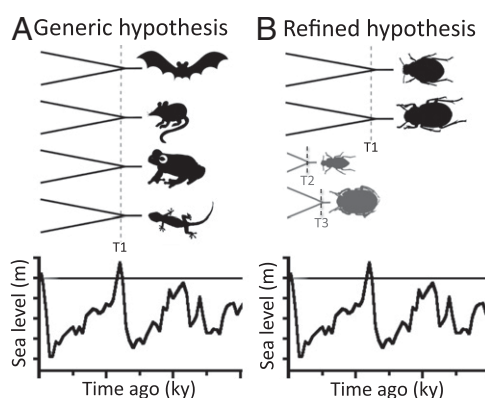 A Generic hypothesis
B Refined hypothesis
T1
T1
T2
T3
Sea level (m)
Time ago (ky)
Sea level (m)
Time ago (ky)